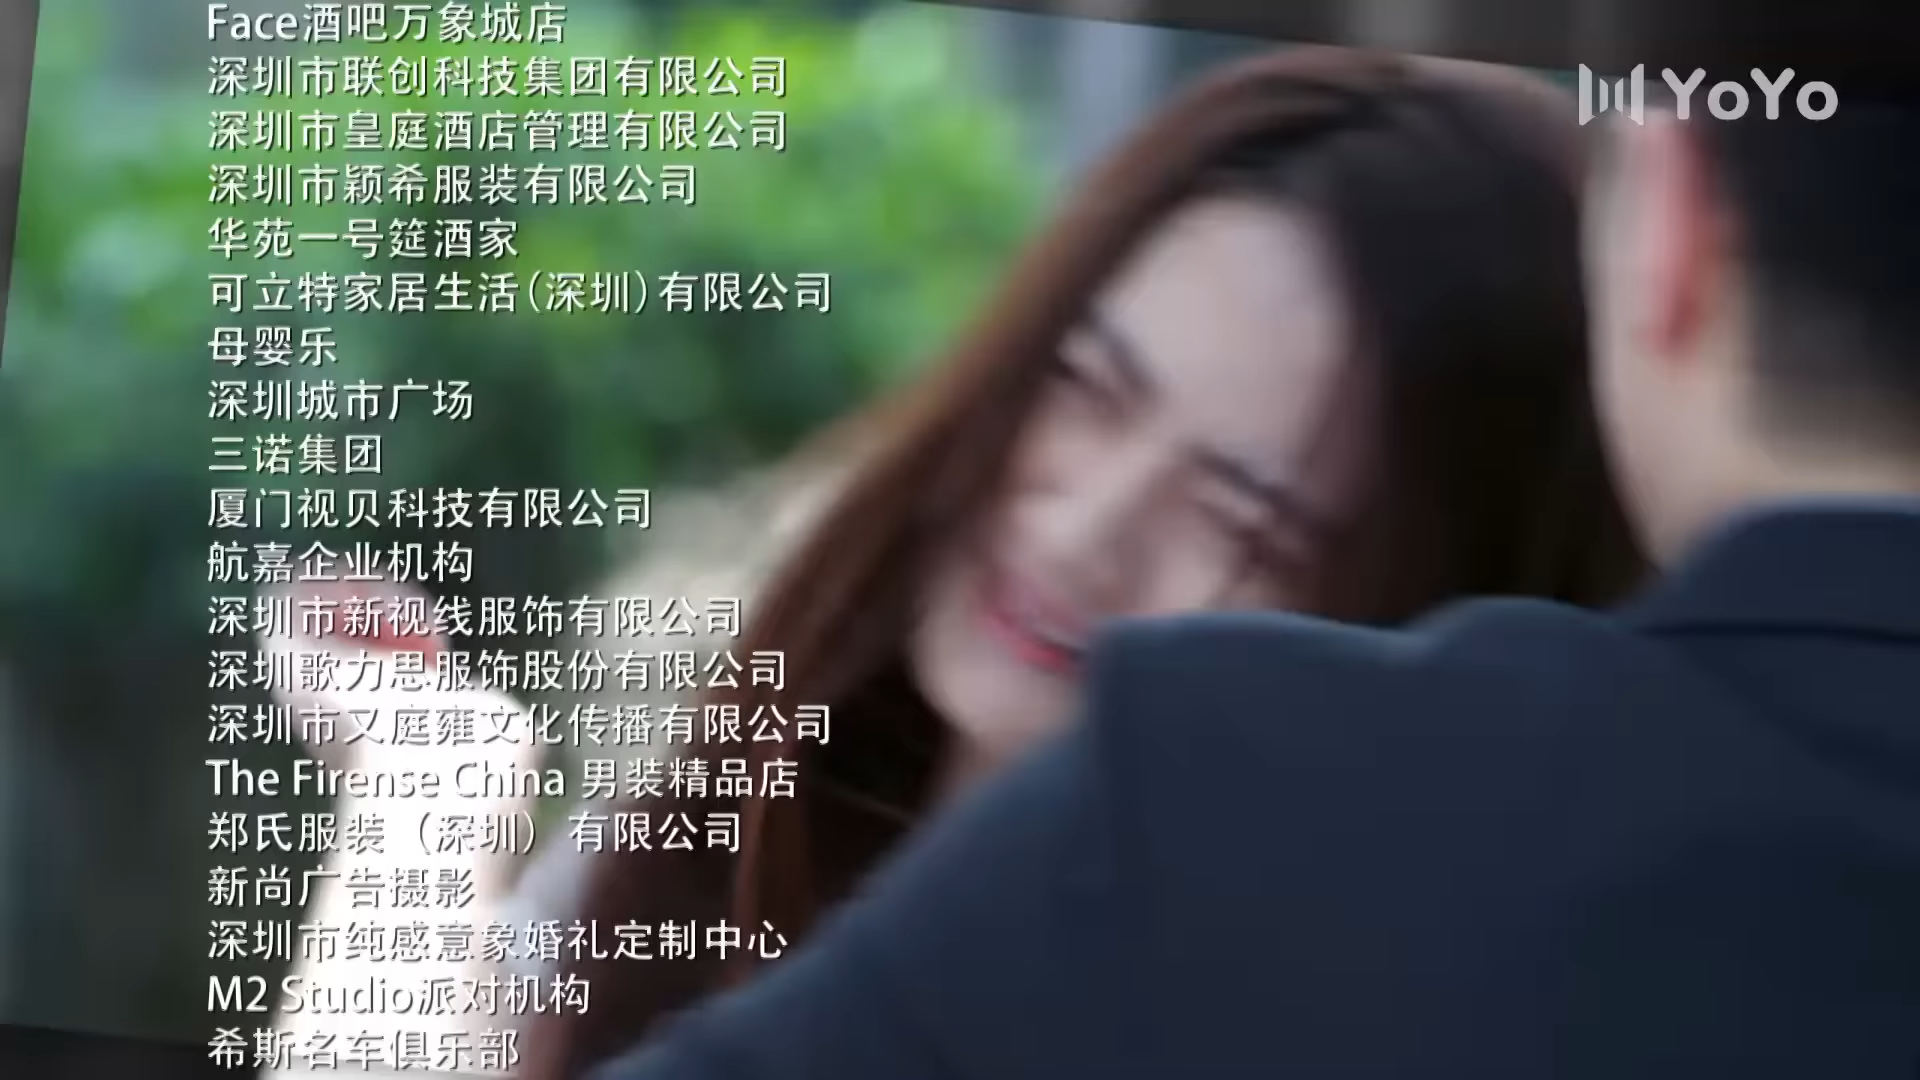 Face酒吧万象城店
深圳市联创科技集团有限公司
深圳市皇庭酒店管理有限公司
深圳市颖希服装有限公司
华苑一号筵酒家
可立特家居生活(深圳)有限公司
母婴乐
深圳城市广场
三诺集团
厦门视贝科技有限公司
航嘉企业机构
深圳市新视线服饰有限公司
深圳歌力思服饰股份有限公司
深圳市又庭雍文化传播有限公司
The Firense China 男装精品店
郑氏服装（深圳）有限公司
新尚广告摄影
深圳市纯感意象婚礼定制中心
M2 Studio派对机构
希斯名车俱乐部
YoYo